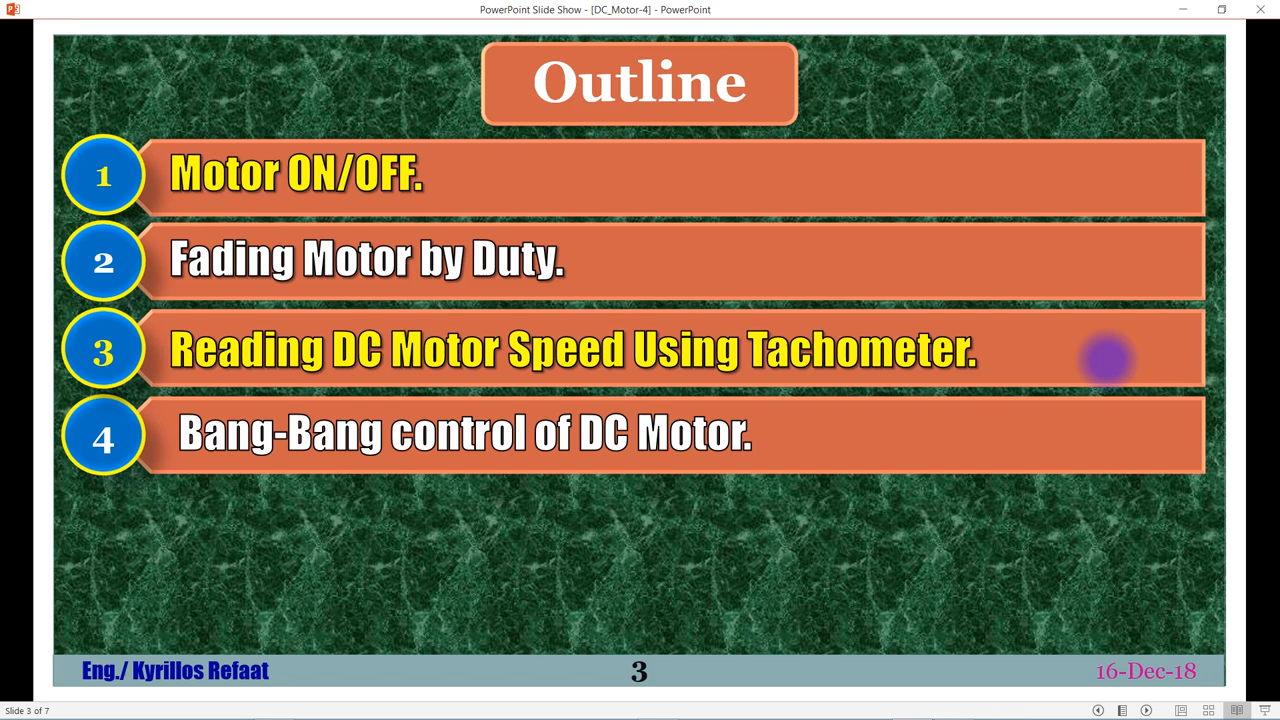 PowerPoint Slide Show - [DC_Motor-4] - PowerPoint
Outline
1 Motor ON/OFF.
2 Fading Motor by Duty.
3 Reading DC Motor Speed Using Tachometer.
4 Bang-Bang control of DC Motor.
Eng./ Kyrillos Refaat 3 16-Dec-18
Slide 3 of 7